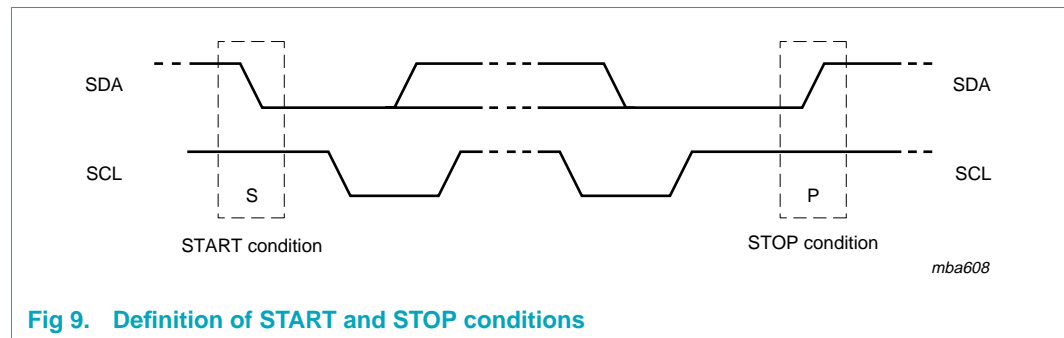 SDA SDA
SCL SCL
S P
START condition STOP condition
mba608
Fig 9. Definition of START and STOP conditions